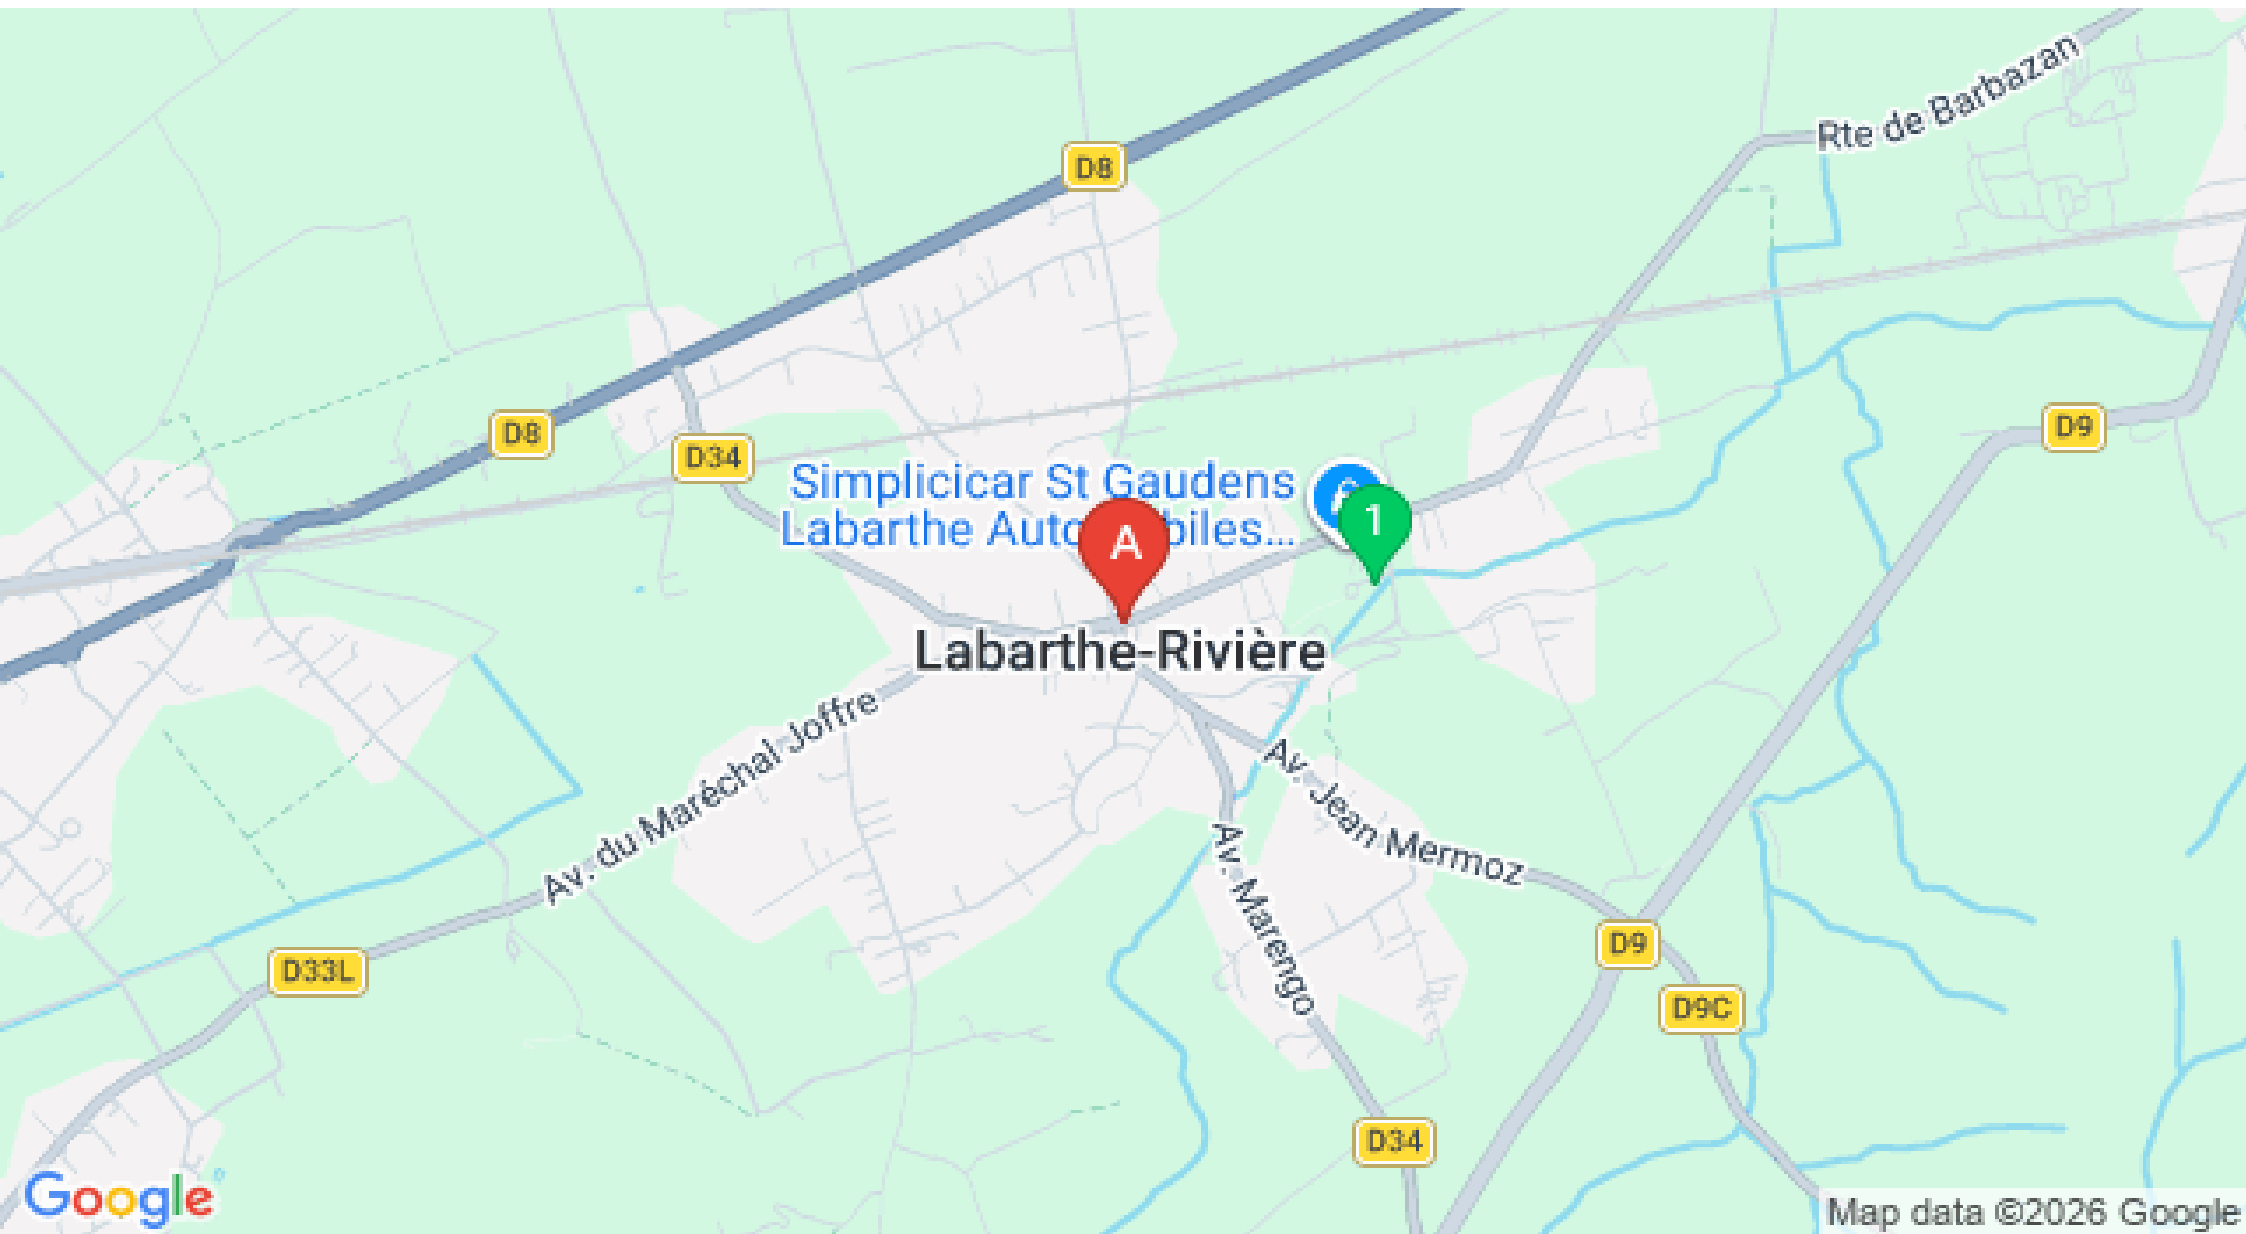 Rte de Barbazan
D8
D8
D34
D9
Simplicicar St Gaudens
Labarthe Auto biles...
1
A
Labarthe-Rivière
Av. du Maréchal Joffre
Av. Jean Mermoz
Av. Marengo
D9
D33L
D9C
D34
Google
Map data ©2026 Google